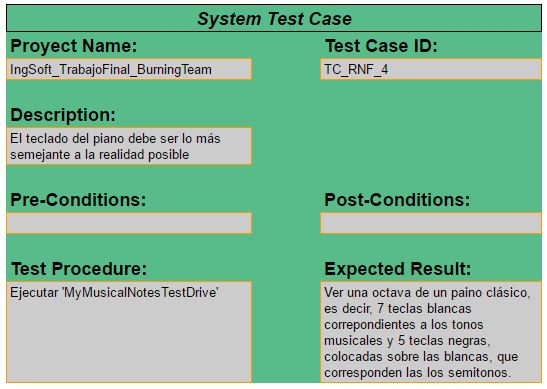 System Test Case
Proyect Name:
Test Case ID:
IngSoft_TrabajoFinal_BurningTeam
TC_RNF_4
Description:
El teclado del piano debe ser lo más
semejante a la realidad posible
Pre-Conditions:
Post-Conditions:
Test Procedure:
Expected Result:
Ejecutar 'MyMusicalNotesTestDrive'
Ver una octava de un paino clásico,
es decir, 7 teclas blancas
correpondientes a los tonos
musicales y 5 teclas negras,
colocadas sobre las blancas, que
corresponden las los semitonos.